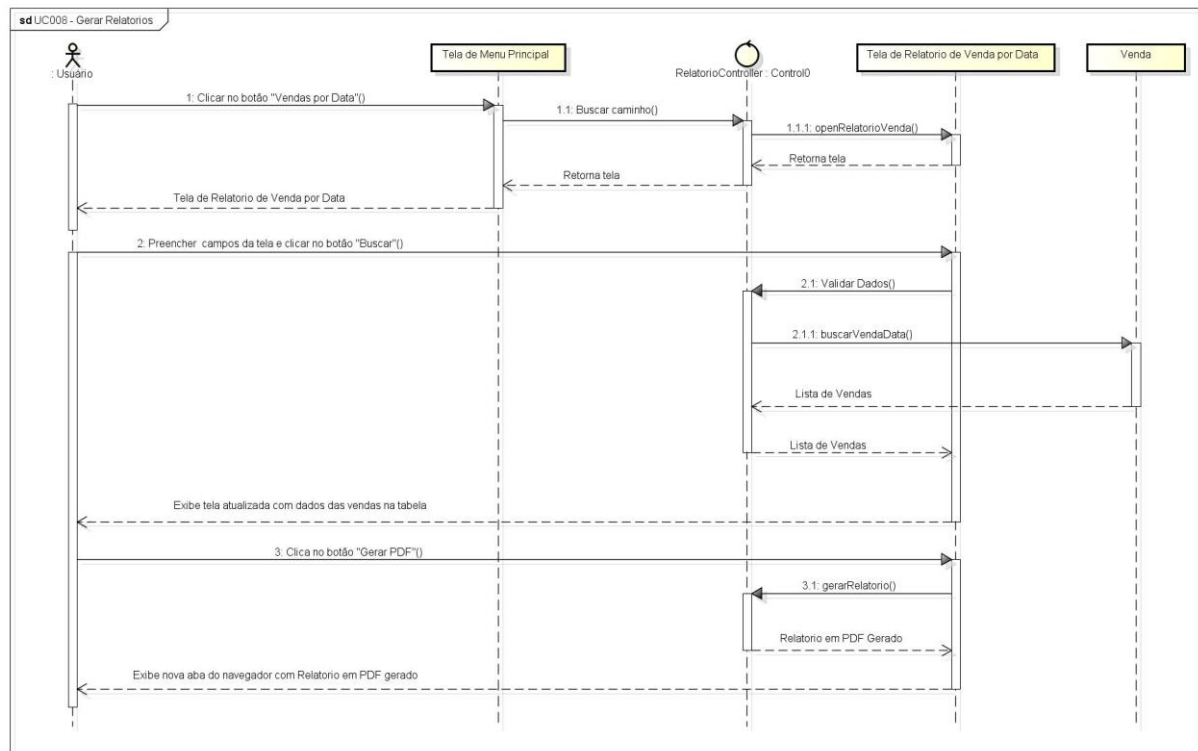 sd UC008 - Gerar Relatorios
: Usuário
Tela de Menu Principal
RelatorioController : Control0
Tela de Relatorio de Venda por Data
Venda
1: Clicar no botão "Vendas por Data"()
1.1: Buscar caminho()
1.1.1: openRelatorioVenda()
Retorna tela
Retorna tela
Tela de Relatorio de Venda por Data
2: Preencher campos da tela e clicar no botão "Buscar"()
2.1: Validar Dados()
2.1.1: buscarVendaData()
Lista de Vendas
Lista de Vendas
Exibe tela atualizada com dados das vendas na tabela
3: Clica no botão "Gerar PDF"()
3.1: gerarRelatorio()
Relatorio em PDF Gerado
Exibe nova aba do navegador com Relatorio em PDF gerado